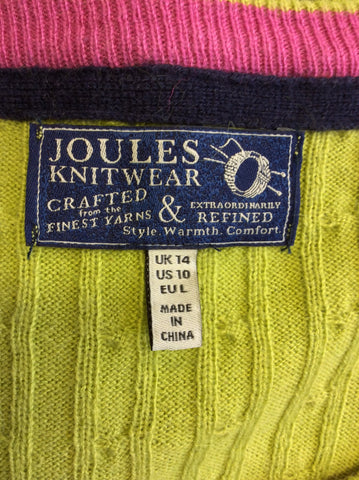 JOULES
KNITWEAR
CRAFTED
from the
FINEST YARNS
&
EXTRAORDINARILY
REFINED
Style. Warmth. Comfort.
UK 14
US 10
EU L
MADE
IN
CHINA